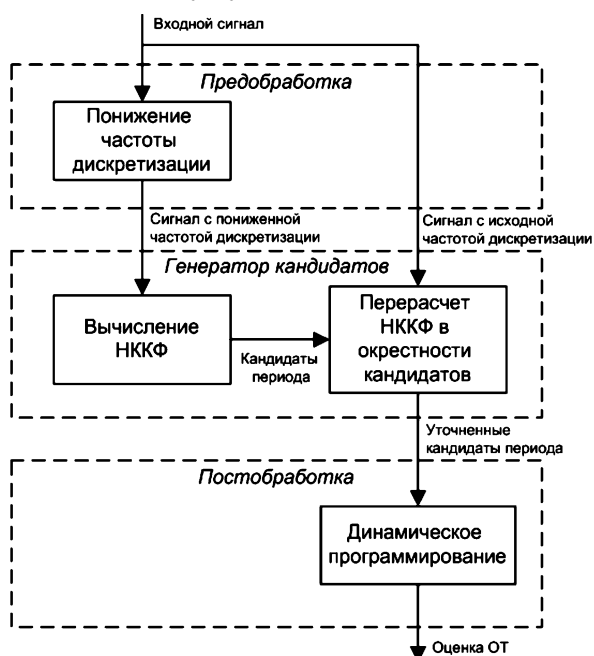 Входной сигнал
Предобработка
Понижение
частоты
дискретизации
Сигнал с пониженной
частотой дискретизации
Сигнал с исходной
частотой дискретизации
Генератор кандидатов
Вычисление
НККФ
Кандидаты
периода
Перерасчет
НККФ в
окрестности
кандидатов
Уточненные
кандидаты периода
Постобработка
Динамическое
программирование
Оценка ОТ